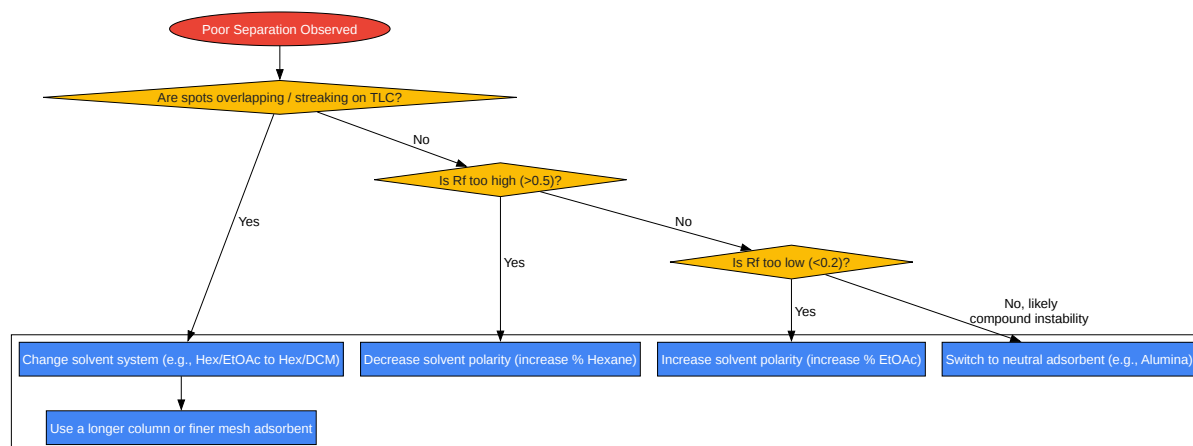 Poor Separation Observed
Are spots overlapping / streaking on TLC?
No
Is Rf too high (>0.5)?
Yes
No
Is Rf too low (<0.2)?
Yes
Yes
No, likely
compound instability
Change solvent system (e.g., Hex/EtOAc to Hex/DCM)
Decrease solvent polarity (increase % Hexane)
Increase solvent polarity (increase % EtOAc)
Switch to neutral adsorbent (e.g., Alumina)
Use a longer column or finer mesh adsorbent